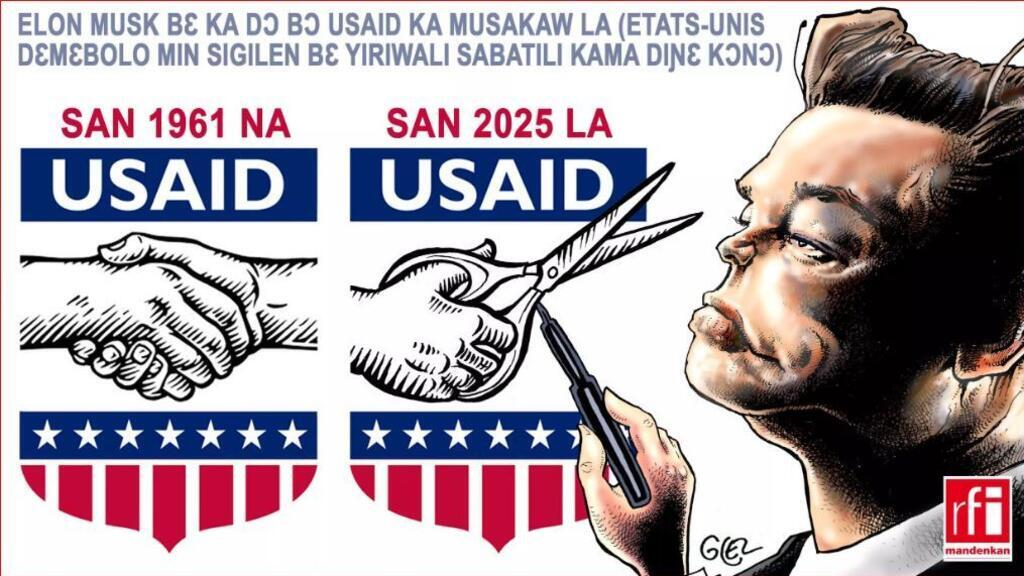 ELON MUSK BƐ KA DƆ BƆ USAID KA MUSAKAW LA (ETATS-UNIS
DƐMƐBOLO MIN SIGILEN BƐ YIRIWALI SABATILI KAMA DIɲƐ KƆNƆ)
SAN 1961 NA
USAID
SAN 2025 LA
USAID
GLEZ
rfi
mandenkan